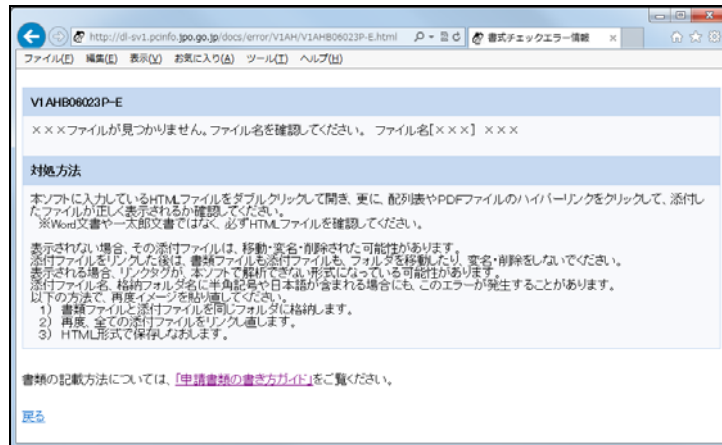 http://dl-sv1.pcinfo.jpo.go.jp/docs/error/V1AH/V1AHB06023P-E.html
書式チェックエラー情報
ファイル(F) 編集(E) 表示(V) お気に入り(A) ツール(T) ヘルプ(H)
V1AHB06023P-E
×××ファイルが見つかりません。ファイル名を確認してください。 ファイル名[×××] ×××
対処方法
本ソフトに入力しているHTMLファイルをダブルクリックして開き、更に、配列表やPDFファイルのハイパーリンクをクリックして、添付し
たファイルが正しく表示されるか確認してください。
※Word文書や一太郎文書ではなく、必ずHTMLファイルを確認してください。
表示されない場合、その添付ファイルは、移動・変名・削除された可能性があります。
添付ファイルをリンクした後は、書類ファイルも添付ファイルも、フォルダを移動したり、変名・削除をしないでください。
表示される場合、リンクタグが、本ソフトで解析できない形式になっている可能性があります。
添付ファイル名、格納フォルダ名に半角記号や日本語が含まれる場合にも、このエラーが発生することがあります。
以下の方法で、再度イメージを貼り直してください。
1) 書類ファイルと添付ファイルを同じフォルダに格納します。
2) 再度、全ての添付ファイルをリンクし直します。
3) HTML形式で保存しなおします。
書類の記載方法については、「申請書類の書き方ガイド」をご覧ください。
戻る